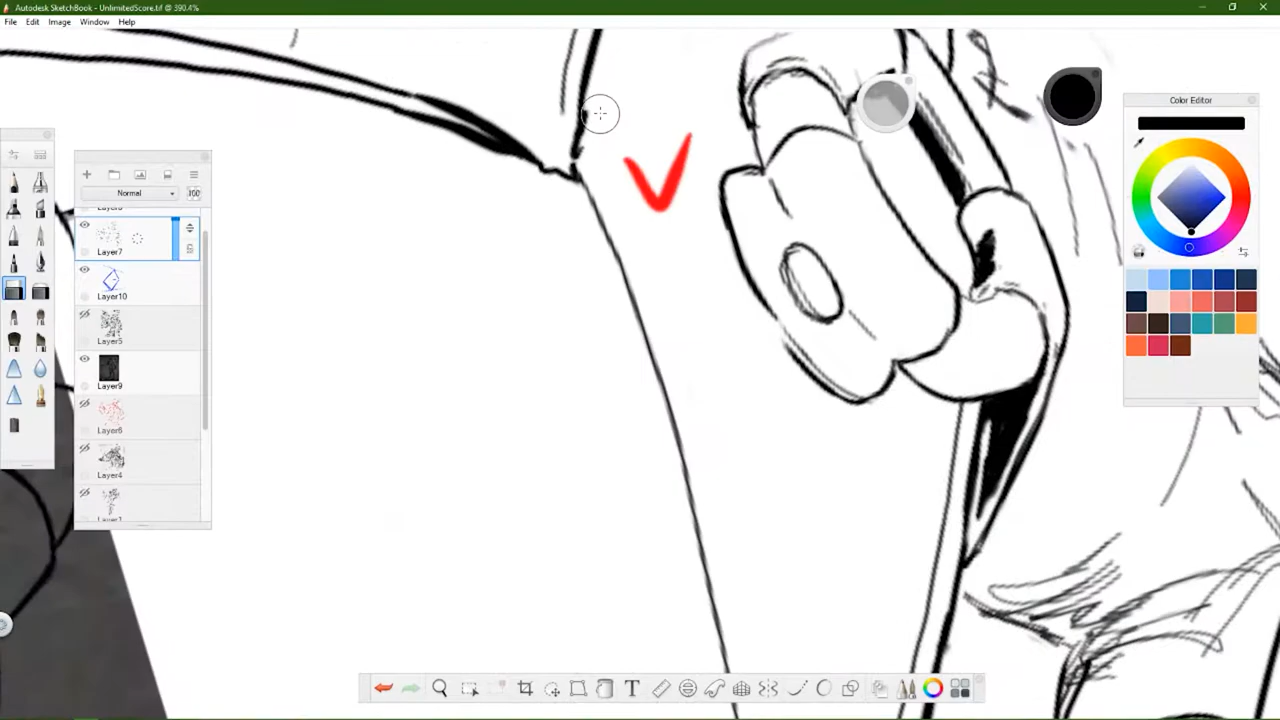 Autodesk SketchBook - UnlimitedScore.tif @ 390.4%
File Edit Image Window Help
Color Editor
Normal 100
Layer7
Layer10
Layer5
Layer9
Layer6
Layer4
T